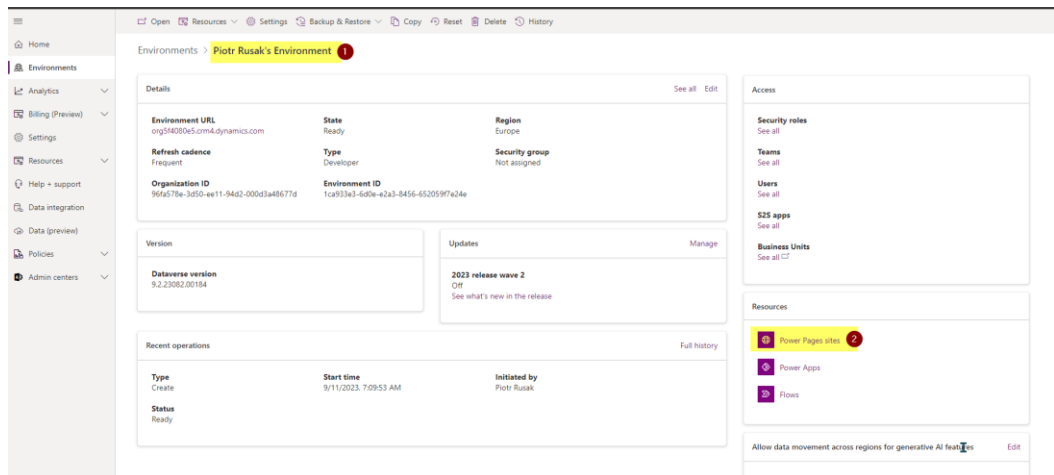 Open Resources Settings Backup & Restore Copy Reset Delete History
Home
Environments
Analytics
Billing (Preview)
Settings
Resources
Help + support
Data integration
Data (preview)
Policies
Admin centers
Environments > Piotr Rusak's Environment 1
Details See all Edit
Environment URL State Region
org5f4080e5.crm4.dynamics.com Ready Europe
Refresh cadence Type Security group
Frequent Developer Not assigned
Organization ID Environment ID
96fa578e-3d50-ee11-94d2-000d3a48677d 1ca933e3-6d0e-e2a3-8456-652059f7e24e
Version
Dataverse version
9.2.23082.00184
Updates Manage
2023 release wave 2
Off
See what's new in the release
Recent operations Full history
Type Start time Initiated by
Create 9/11/2023, 7:09:53 AM Piotr Rusak
Status
Ready
Access
Security roles
See all
Teams
See all
Users
See all
S2S apps
See all
Business Units
See all
Resources
Power Pages sites 2
Power Apps
Flows
Allow data movement across regions for generative AI features Edit